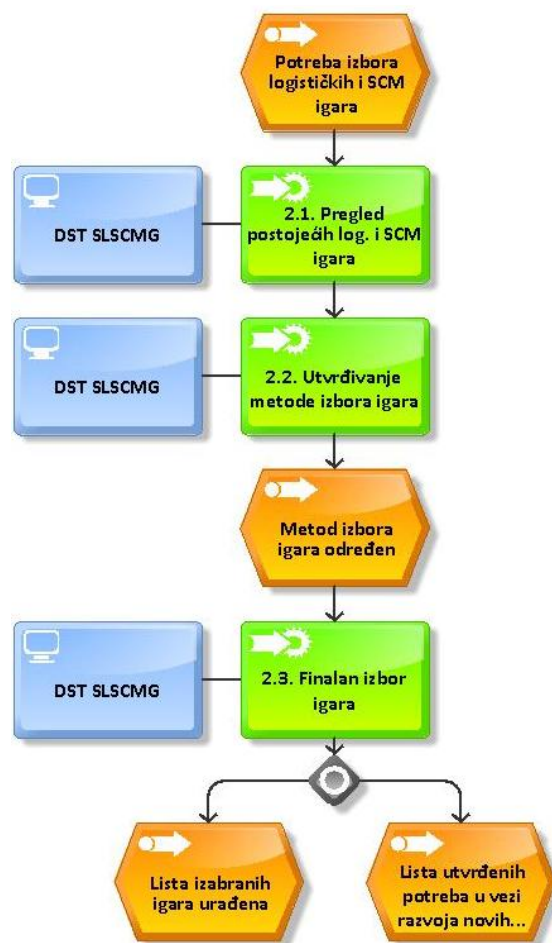 Potreba izbora
logističkih i SCM
igara
DST SLSCMG
2.1. Pregled
postojećih log. i SCM
igara
DST SLSCMG
2.2. Utvrđivanje
metode izbora igara
Metod izbora
igara određen
DST SLSCMG
2.3. Finalan izbor
igara
Lista izabranih
igara urađena
Lista utvrđenih
potreba u vezi
razvoja novih...